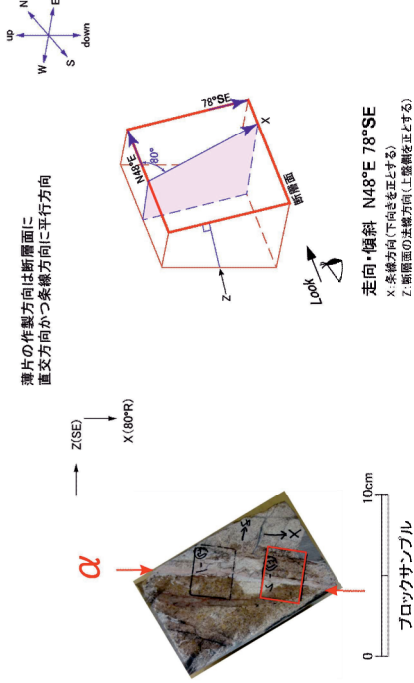 薄片の作製方向は断層面に
直交方向かつ条線方向に平行方向
up
N
E
W
S
down
Z(SE)
X(80°R)
α
N48°E
78°SE
80°
X
Z
断層面
Look
走向・傾斜 N48°E 78°SE
X:条線方向(下向きを正とする)
Z:断層面の法線方向(上盤側を正とする)
X
0
10cm
ブロックサンプル